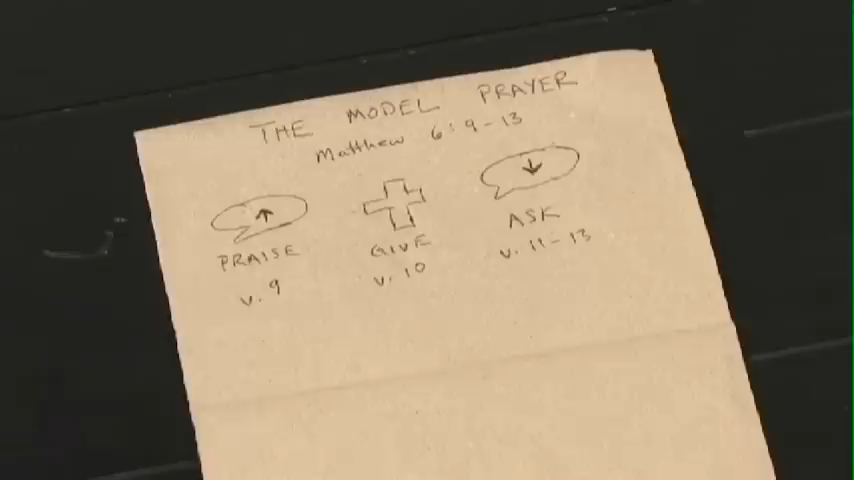 THE MODEL PRAYER
Matthew 6:9-13
PRAISE GIVE ASK
v. 9 v. 10 v. 11-13